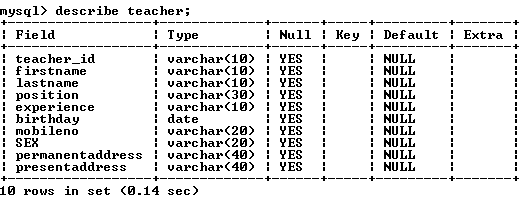 mysql> describe teacher;
+------------------+-------------+------+-----+---------+-------+
| Field            | Type        | Null | Key | Default | Extra |
+------------------+-------------+------+-----+---------+-------+
| teacher_id       | varchar(10) | YES  |     | NULL    |       |
| firstname        | varchar(10) | YES  |     | NULL    |       |
| lastname         | varchar(10) | YES  |     | NULL    |       |
| position         | varchar(30) | YES  |     | NULL    |       |
| experience       | varchar(10) | YES  |     | NULL    |       |
| birthday         | date        | YES  |     | NULL    |       |
| mobileno         | varchar(20) | YES  |     | NULL    |       |
| SEX              | varchar(20) | YES  |     | NULL    |       |
| permanentaddress | varchar(40) | YES  |     | NULL    |       |
| presentaddress   | varchar(40) | YES  |     | NULL    |       |
+------------------+-------------+------+-----+---------+-------+
10 rows in set (0.14 sec)